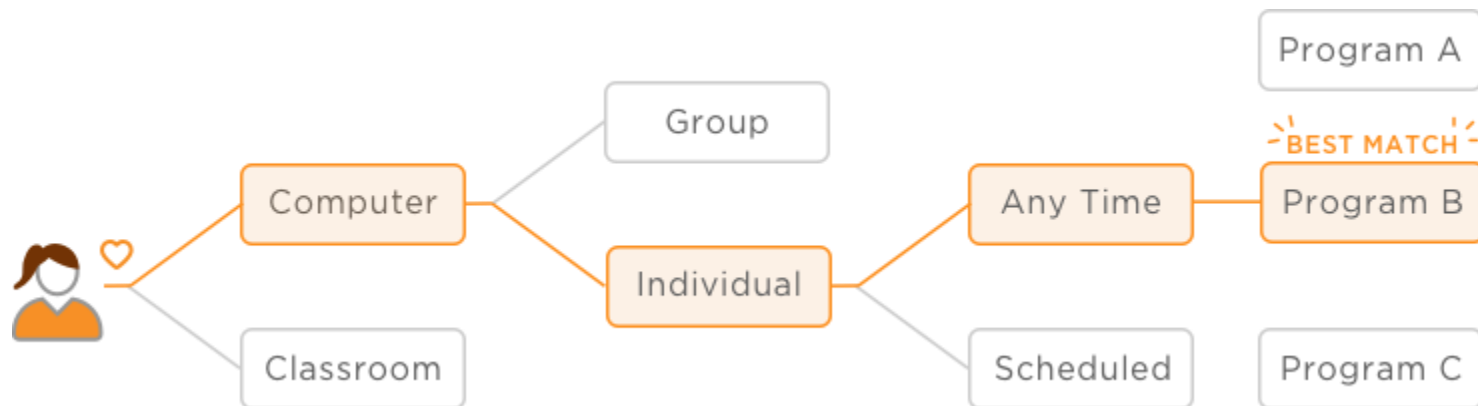 Program A
Group
BEST MATCH
Computer
Any Time
Program B
Individual
Classroom
Scheduled
Program C